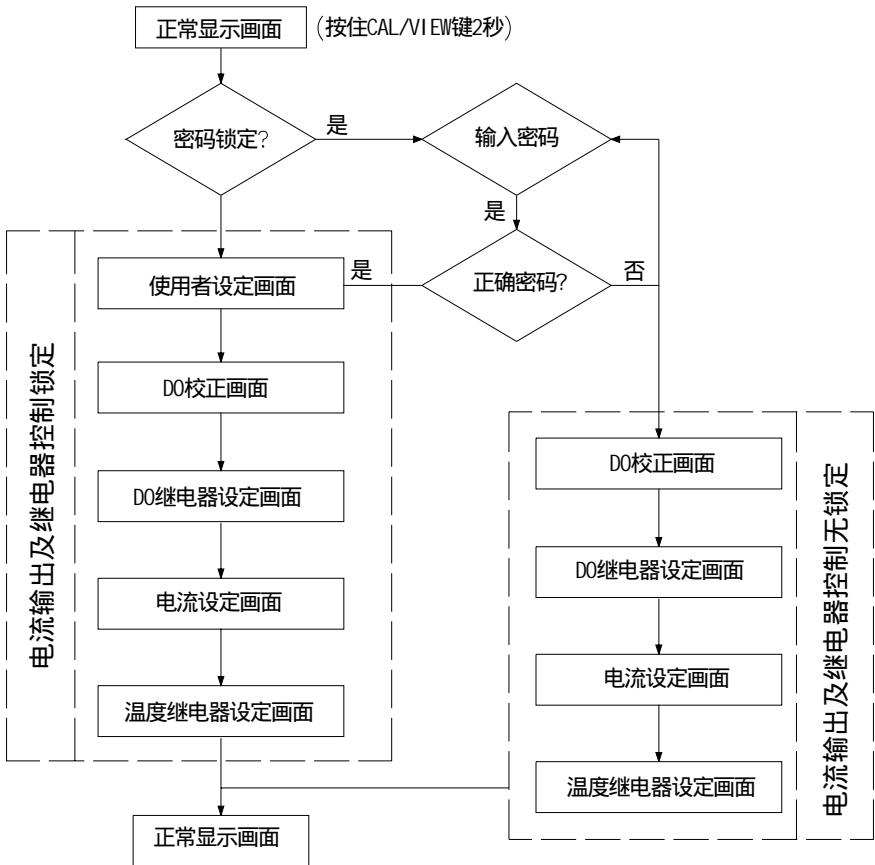 正常显示画面
(按住CAL/VIEW键2秒)
密码锁定?
是
输入密码
是
使用者设定画面
是
正确密码?
否
DO校正画面
DO继电器设定画面
电流设定画面
温度继电器设定画面
电流输出及继电器控制锁定
DO校正画面
DO继电器设定画面
电流设定画面
温度继电器设定画面
电流输出及继电器控制无锁定
正常显示画面